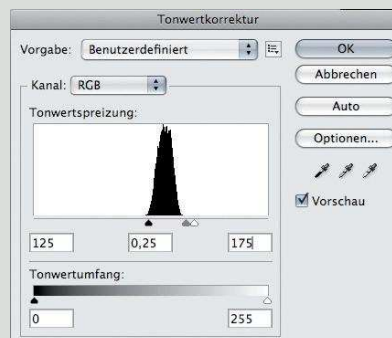 Tonwertkorrektur
Vorgabe: Benutzerdefiniert
OK
Abbrechen
Kanal: RGB
Auto
Tonwertspreizung:
Optionen...
Vorschau
125 0,25 175
Tonwertumfang:
0 255